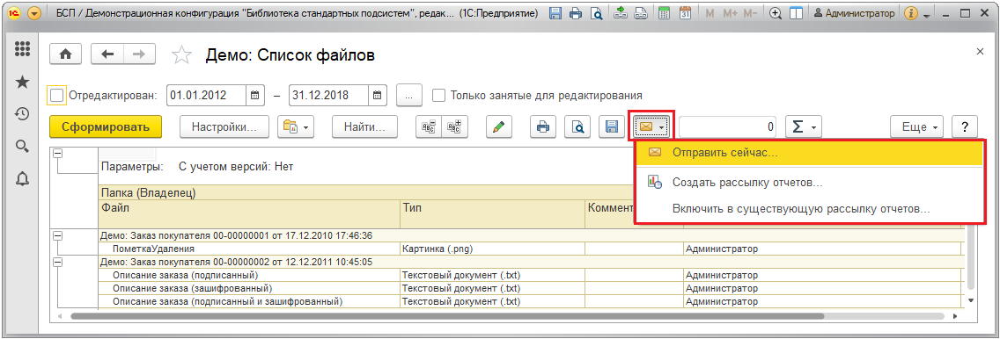 БСП / Демонстрационная конфигурация "Библиотека стандартных подсистем", редак... (1С:Предприятие) M M+ M- Администратор
Демо: Список файлов
Отредактирован: 01.01.2012 – 31.12.2018 ... Только занятые для редактирования
Сформировать Настройки... Найти... 0 Σ Еще ?
Отправить сейчас...
Создать рассылку отчетов...
Включить в существующую рассылку отчетов...
Параметры: С учетом версий: Нет
Папка (Владелец)
Файл Тип Коммент
Демо: Заказ покупателя 00-00000001 от 17.12.2010 17:46:36
ПометкаУдаления Картинка (.png) Администратор
Демо: Заказ покупателя 00-00000002 от 12.12.2011 10:45:05
Описание заказа (подписанный) Текстовый документ (.txt) Администратор
Описание заказа (зашифрованный) Текстовый документ (.txt) Администратор
Описание заказа (подписанный и зашифрованный) Текстовый документ (.txt) Администратор